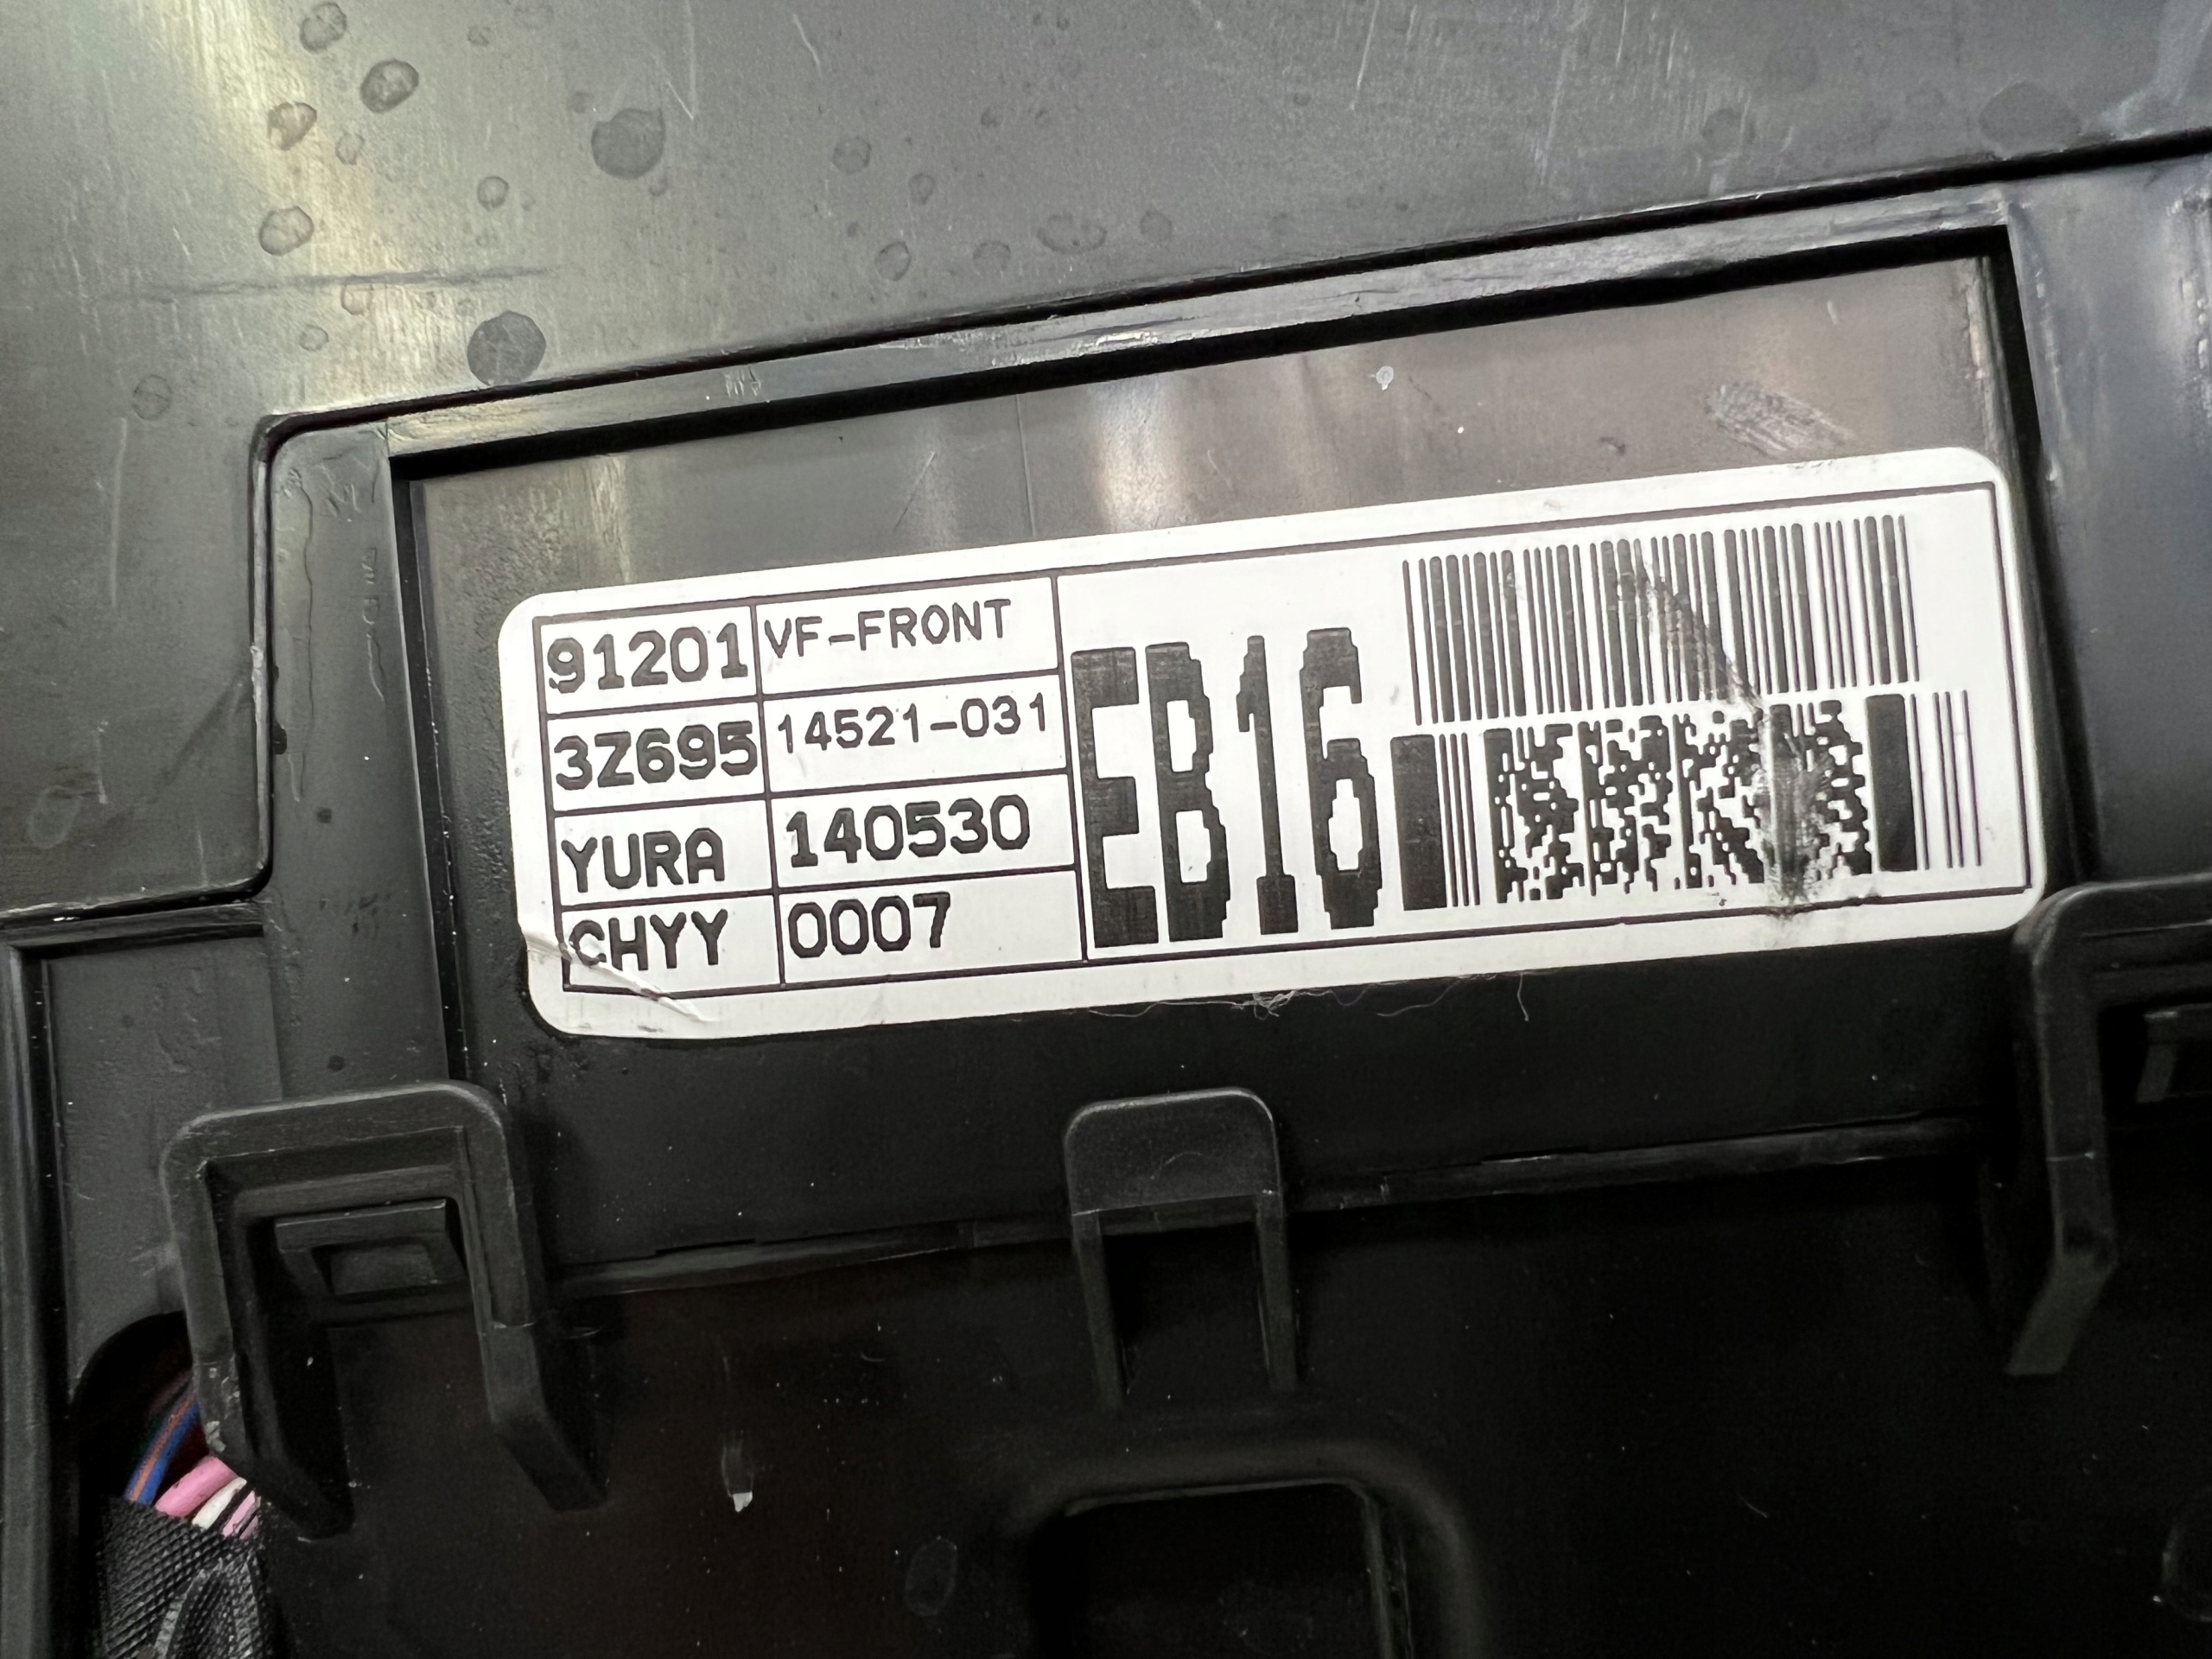 91201 VF-FRONT
3Z695 14521-031
YURA 140530
CHYY 0007
EB16